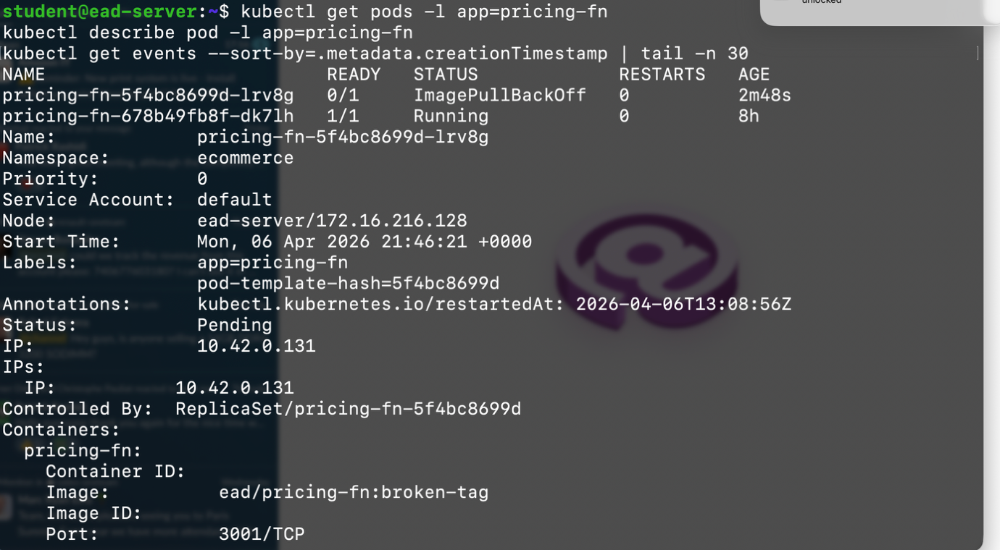 unlocked
student@ead-server:~$ kubectl get pods -l app=pricing-fn
kubectl describe pod -l app=pricing-fn
kubectl get events --sort-by=.metadata.creationTimestamp | tail -n 30
NAME READY STATUS RESTARTS AGE
pricing-fn-5f4bc8699d-lrv8g 0/1 ImagePullBackOff 0 2m48s
pricing-fn-678b49fb8f-dk7lh 1/1 Running 0 8h
Name: pricing-fn-5f4bc8699d-lrv8g
Namespace: ecommerce
Priority: 0
Service Account: default
Node: ead-server/172.16.216.128
Start Time: Mon, 06 Apr 2026 21:46:21 +0000
Labels: app=pricing-fn
pod-template-hash=5f4bc8699d
Annotations: kubectl.kubernetes.io/restartedAt: 2026-04-06T13:08:56Z
Status: Pending
IP: 10.42.0.131
IPs:
IP: 10.42.0.131
Controlled By: ReplicaSet/pricing-fn-5f4bc8699d
Containers:
pricing-fn:
Container ID:
Image: ead/pricing-fn:broken-tag
Image ID:
Port: 3001/TCP